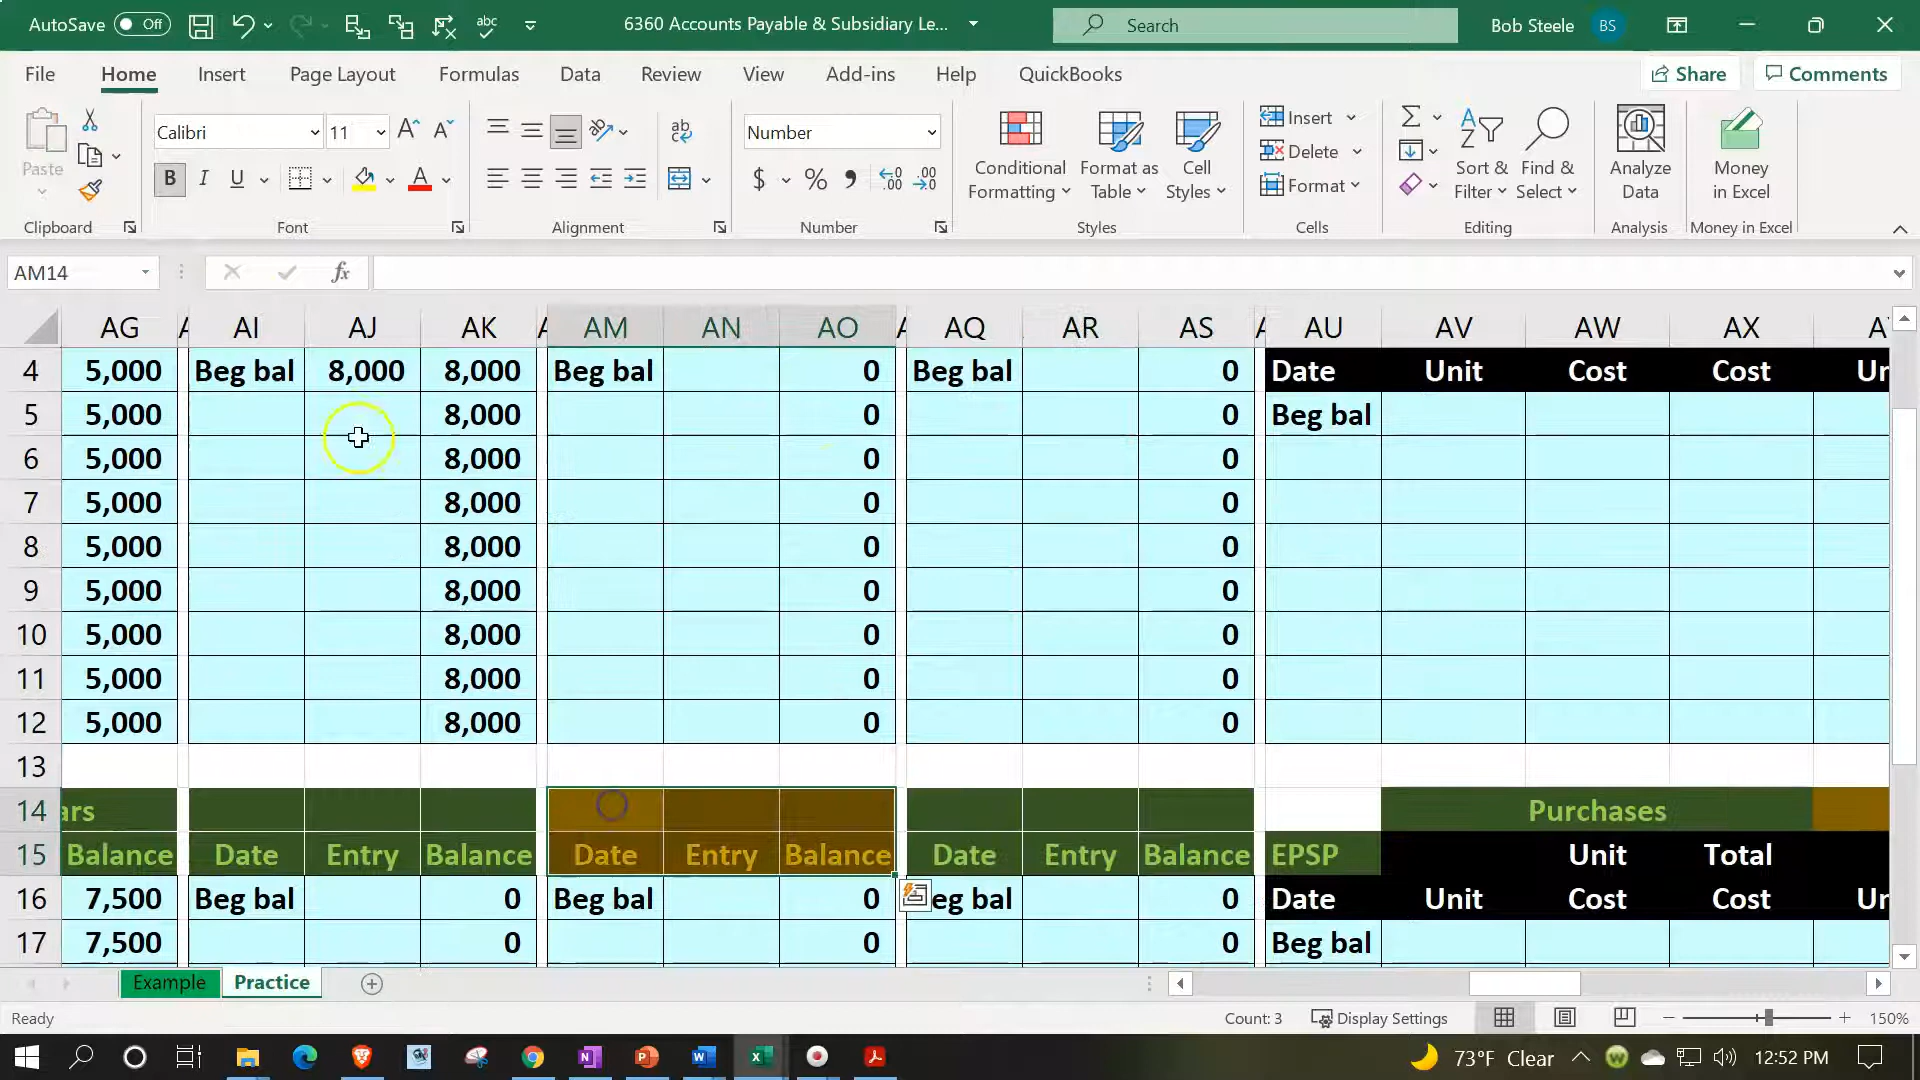 AutoSave Off 6360 Accounts Payable & Subsidiary Le... Search Bob Steele BS
File Home Insert Page Layout Formulas Data Review View Add-ins Help QuickBooks Share Comments
Calibri 11 Number
Paste Conditional Formatting Format as Table Cell Styles Insert Delete Format Sort & Filter Find & Select Analyze Data Money in Excel
Clipboard Font Alignment Number Styles Cells Editing Analysis Money in Excel
AM14 fx
AG AI AJ AK AM AN AO AQ AR AS AU AV AW AX
4 5,000 Beg bal 8,000 8,000 Beg bal 0 Beg bal 0 Date Unit Cost Cost
5 5,000 8,000 0 0 Beg bal
6 5,000 8,000 0 0
7 5,000 8,000 0 0
8 5,000 8,000 0 0
9 5,000 8,000 0 0
10 5,000 8,000 0 0
11 5,000 8,000 0 0
12 5,000 8,000 0 0
13
14 ars Purchases
15 Balance Date Entry Balance Date Entry Balance Date Entry Balance EPSP Unit Total
16 7,500 Beg bal 0 Beg bal 0 eg bal 0 Date Unit Cost Cost
17 7,500 0 0 0 Beg bal
Example Practice
Ready Count: 3 Display Settings 150%
73°F Clear 12:52 PM